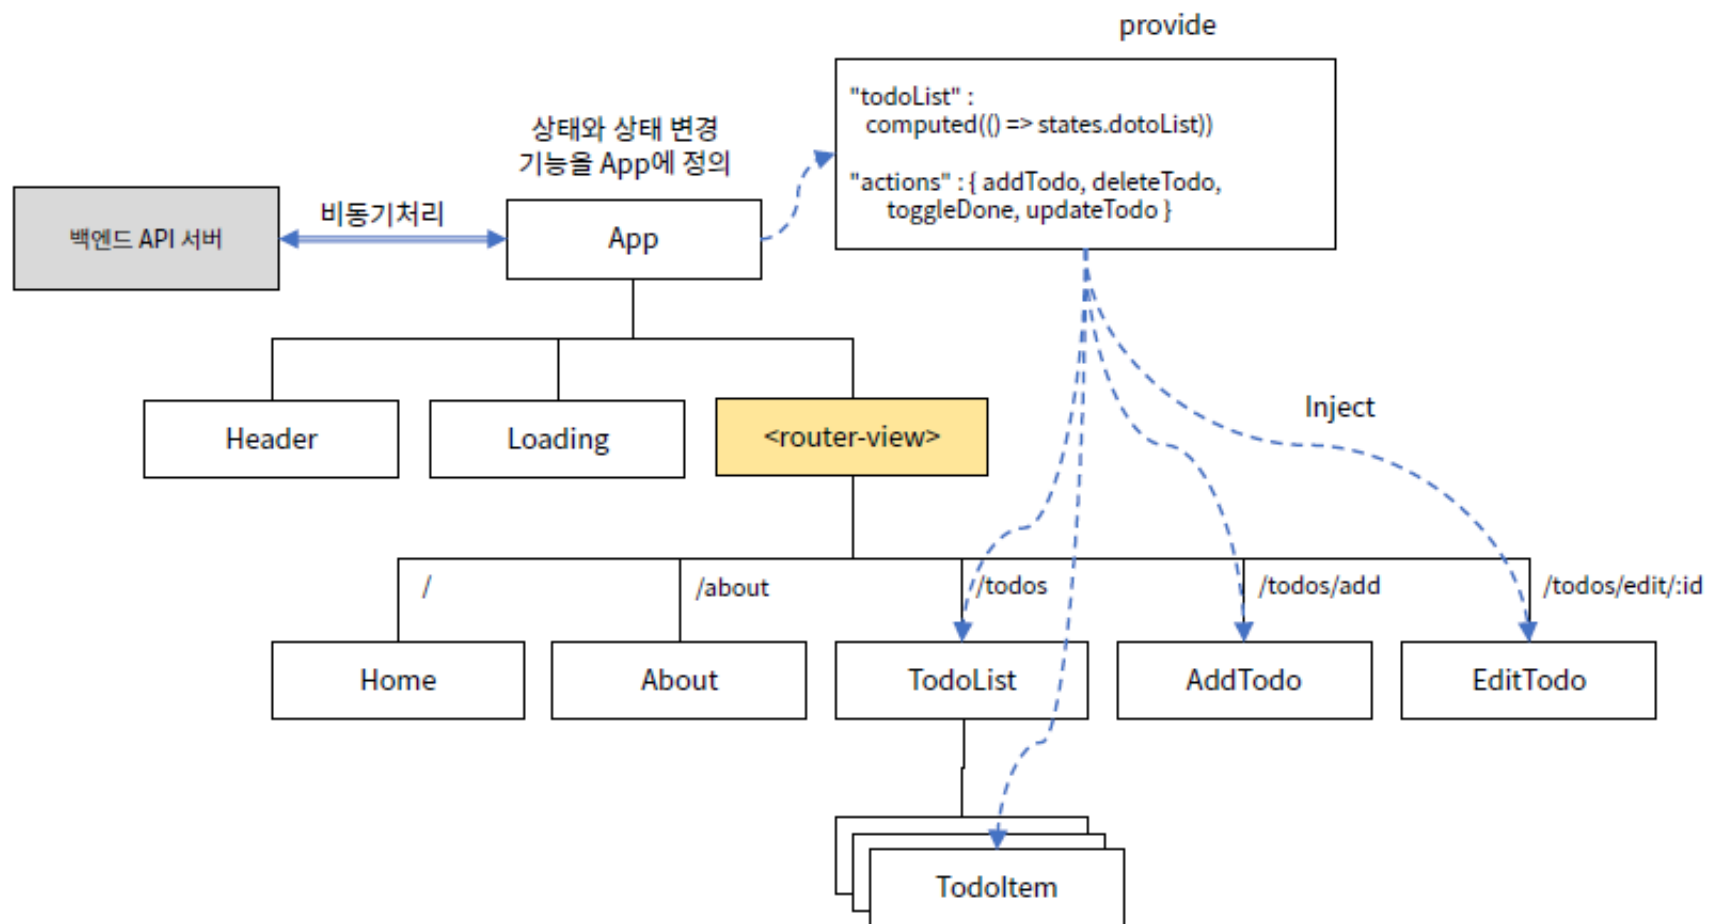 provide
"todoList" :
computed(() => states.dotoList))
"actions" : { addTodo, deleteTodo,
toggleDone, updateTodo }
상태와 상태 변경
기능을 App에 정의
백엔드 API 서버
비동기처리
App
Header
Loading
<router-view>
Inject
/
/about
/todos
/todos/add
/todos/edit/:id
Home
About
TodoList
AddTodo
EditTodo
TodoItem